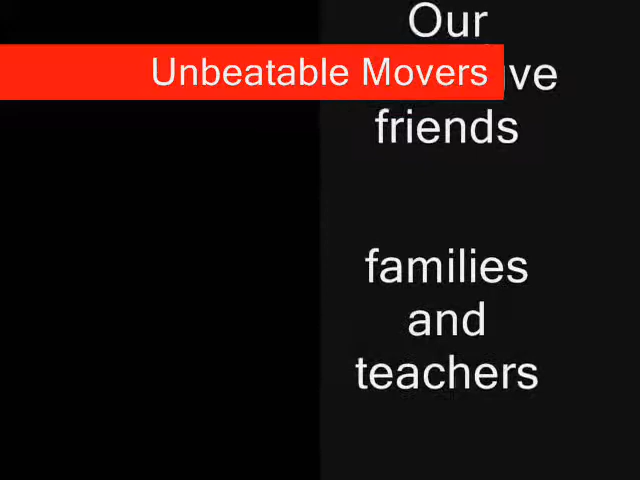 Our
Unbeatable Movers
friends
families
and
teachers